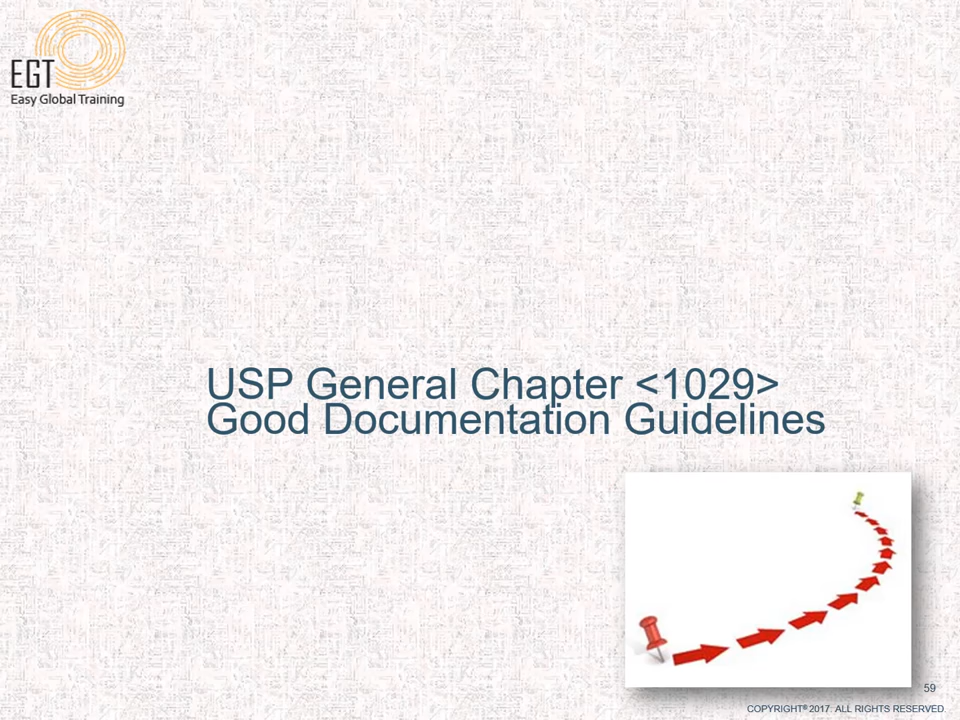 EGT
Easy Global Training
USP General Chapter <1029>
Good Documentation Guidelines
59
COPYRIGHT® 2017. ALL RIGHTS RESERVED.